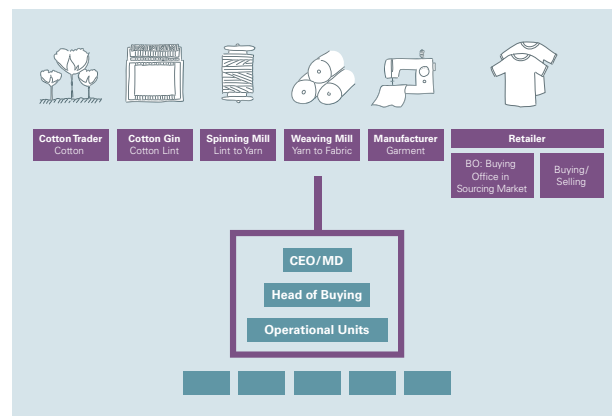 Cotton Trader
Cotton
Cotton Gin
Cotton Lint
Spinning Mill
Lint to Yarn
Weaving Mill
Yarn to Fabric
Manufacturer
Garment
Retailer
BO: Buying
Office in
Sourcing Market
Buying/
Selling
CEO/MD
Head of Buying
Operational Units